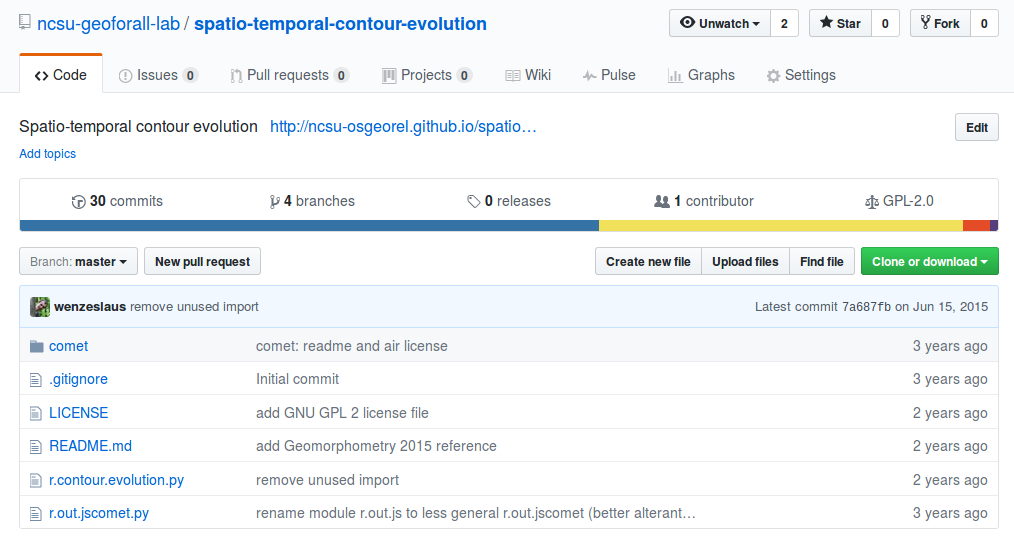 ncsu-geoforall-lab / spatio-temporal-contour-evolution Unwatch 2 Star 0 Fork 0
Code Issues 0 Pull requests 0 Projects 0 Wiki Pulse Graphs Settings
Spatio-temporal contour evolution http://ncsu-osgeorel.github.io/spatio… Edit
Add topics
30 commits 4 branches 0 releases 1 contributor GPL-2.0
Branch: master New pull request Create new file Upload files Find file Clone or download
wenzeslaus remove unused import Latest commit 7a687fb on Jun 15, 2015
comet comet: readme and air license 3 years ago
.gitignore Initial commit 3 years ago
LICENSE add GNU GPL 2 license file 2 years ago
README.md add Geomorphometry 2015 reference 2 years ago
r.contour.evolution.py remove unused import 2 years ago
r.out.jscomet.py rename module r.out.js to less general r.out.jscomet (better alterant… 3 years ago